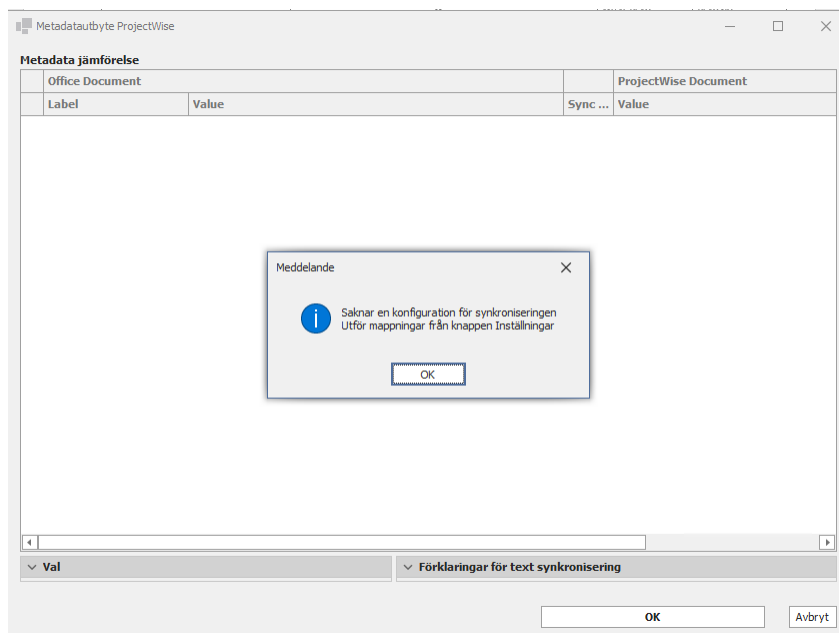 Metadatautbyte ProjectWise
Metadata jämförelse
Office Document
ProjectWise Document
Label
Value
Sync ...
Value
Meddelande
Saknar en konfiguration för synkroniseringen
Utför mappningar från knappen Inställningar
OK
Val
Förklaringar för text synkronisering
OK
Avbryt